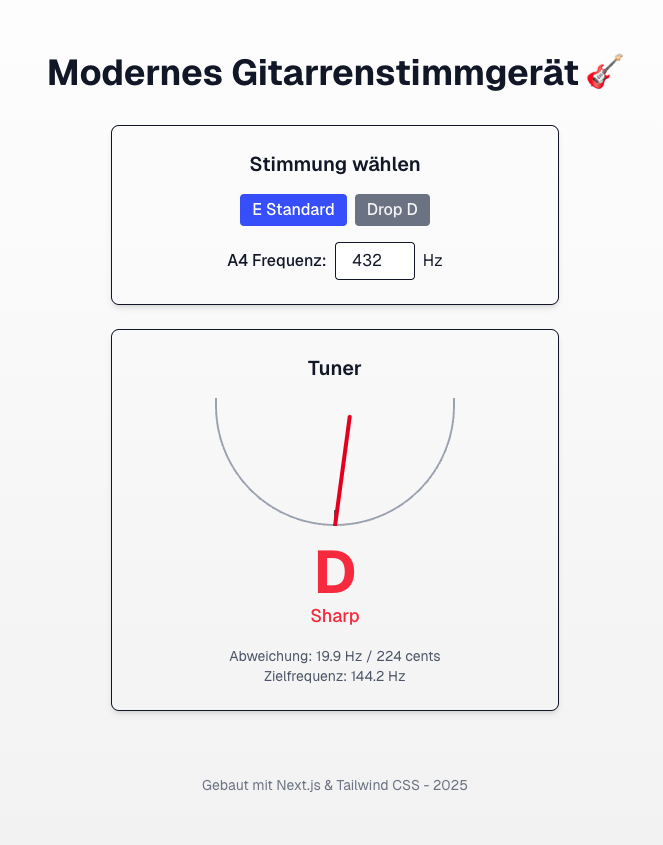 Modernes Gitarrenstimmgerät 🎸
Stimmung wählen
E Standard Drop D
A4 Frequenz: 432 Hz
Tuner
D
Sharp
Abweichung: 19.9 Hz / 224 cents
Zielfrequenz: 144.2 Hz
Gebaut mit Next.js & Tailwind CSS - 2025